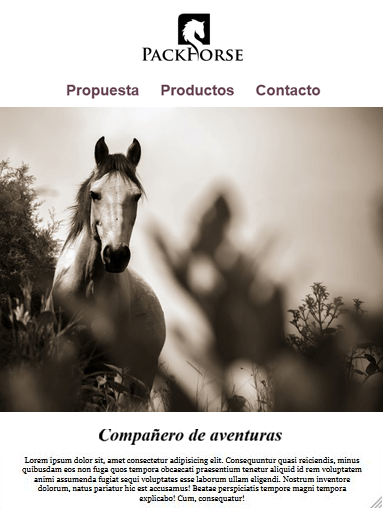 PACKHORSE
Propuesta Productos Contacto
Compañero de aventuras
Lorem ipsum dolor sit, amet consectetur adipisicing elit. Consequuntur quasi reiciendis, minus
quibusdam eos non fuga quos tempora obcaecati praesentium tenetur aliquid id rem voluptatem
animi assumenda fugiat sequi voluptates esse laborum ullam eligendi. Nostrum inventore
dolorum, natus pariatur hic est accusamus! Beatae perspiciatis tempore magni tempora
explicabo! Cum, consequatur!